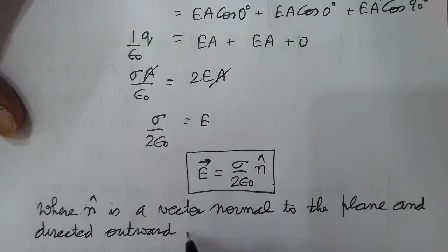 = EA Cos 0° + EA Cos 0° + EA Cos 90°
1/ε₀ q = EA + EA + 0
σA/ε₀ = 2EA
σ/2ε₀ = E
E⃗ = σ/2ε₀ n̂
Where n̂ is a vector normal to the plane and
directed outward